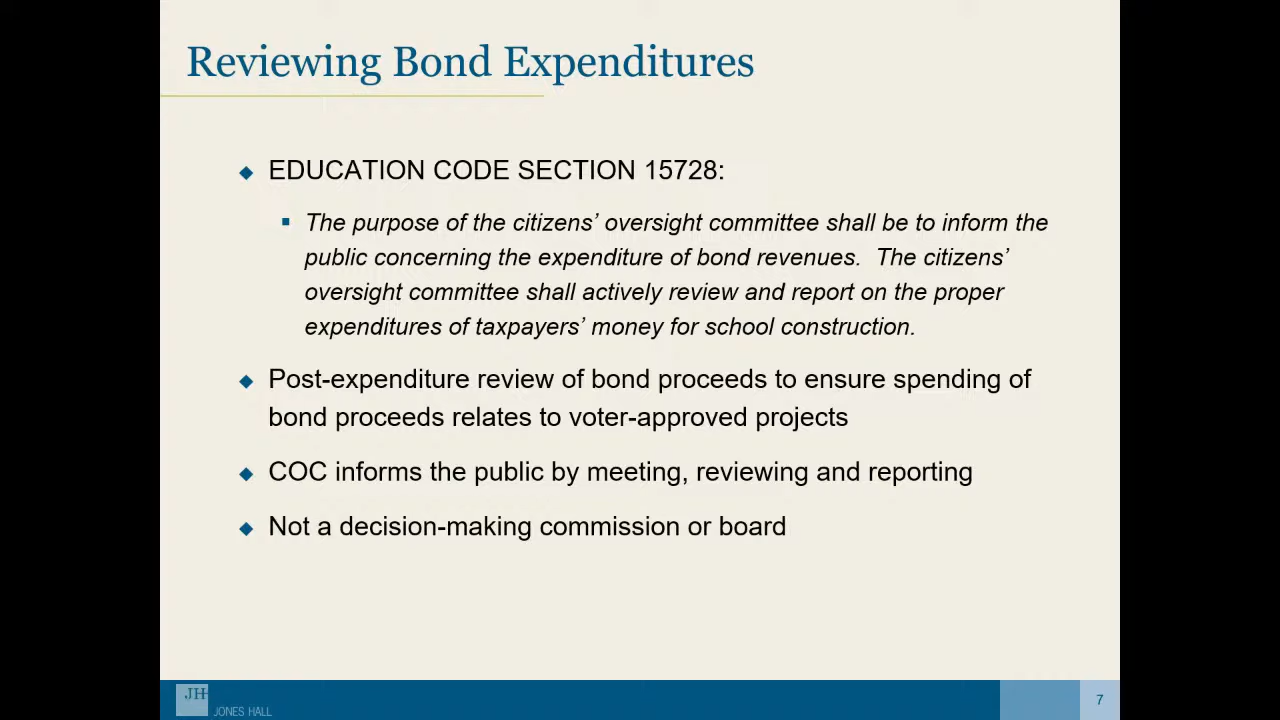 Reviewing Bond Expenditures
EDUCATION CODE SECTION 15728:
The purpose of the citizens’ oversight committee shall be to inform the
public concerning the expenditure of bond revenues.  The citizens’
oversight committee shall actively review and report on the proper
expenditures of taxpayers’ money for school construction.
Post-expenditure review of bond proceeds to ensure spending of
bond proceeds relates to voter-approved projects
COC informs the public by meeting, reviewing and reporting
Not a decision-making commission or board
JH
JONES HALL
7